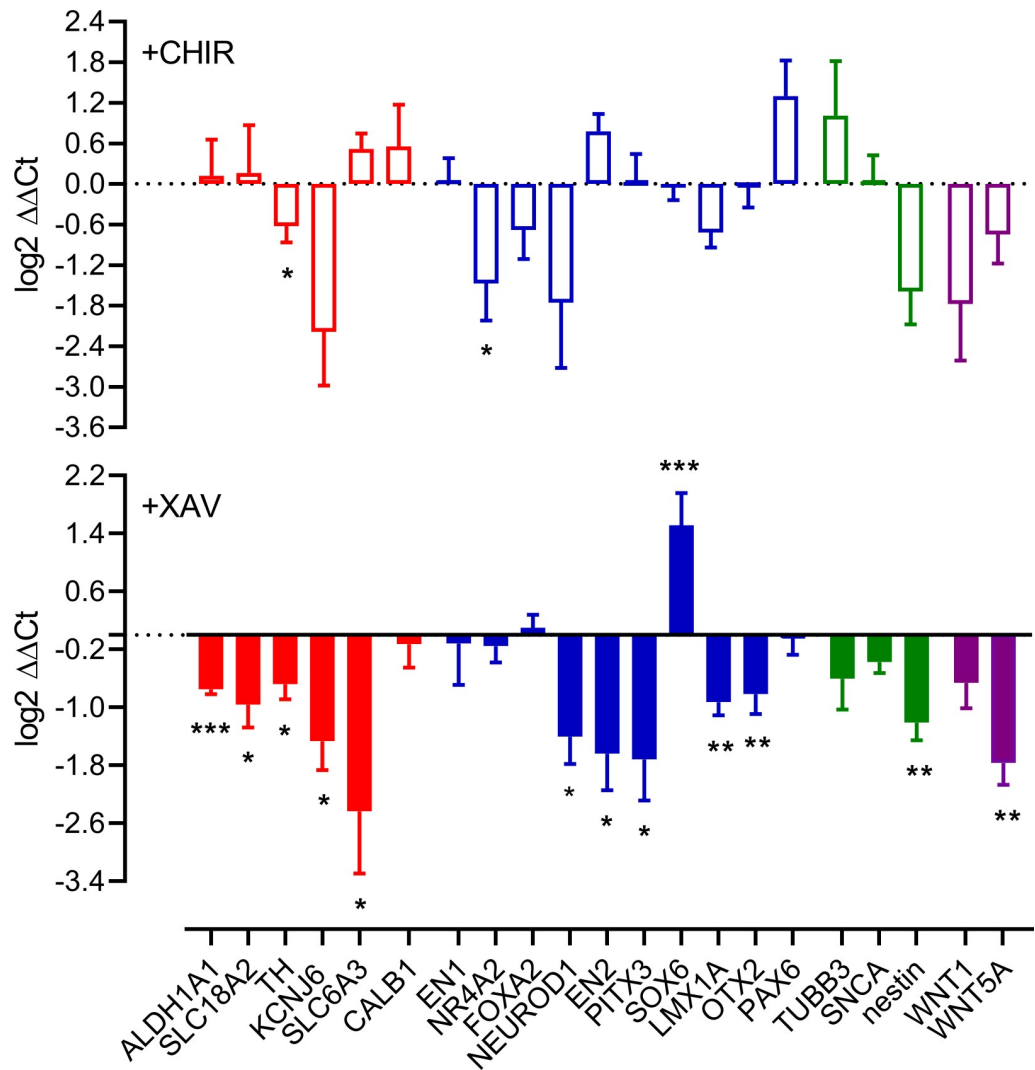 2.4
+CHIR
1.8
1.2
0.6
0.0
-0.6
-1.2
-1.8
-2.4
-3.0
-3.6
log2 ΔΔCt
*
*
2.2
+XAV
1.4
0.6
-0.2
-1.0
-1.8
-2.6
-3.4
log2 ΔΔCt
***
*** * * * * * * * ** ** ** **
ALDH1A1
SLC18A2
TH
KCNJ6
SLC6A3
CALB1
EN1
NR4A2
FOXA2
NEUROD1
EN2
PITX3
SOX6
LMX1A
OTX2
PAX6
TUBB3
SNCA
nestin
WNT1
WNT5A